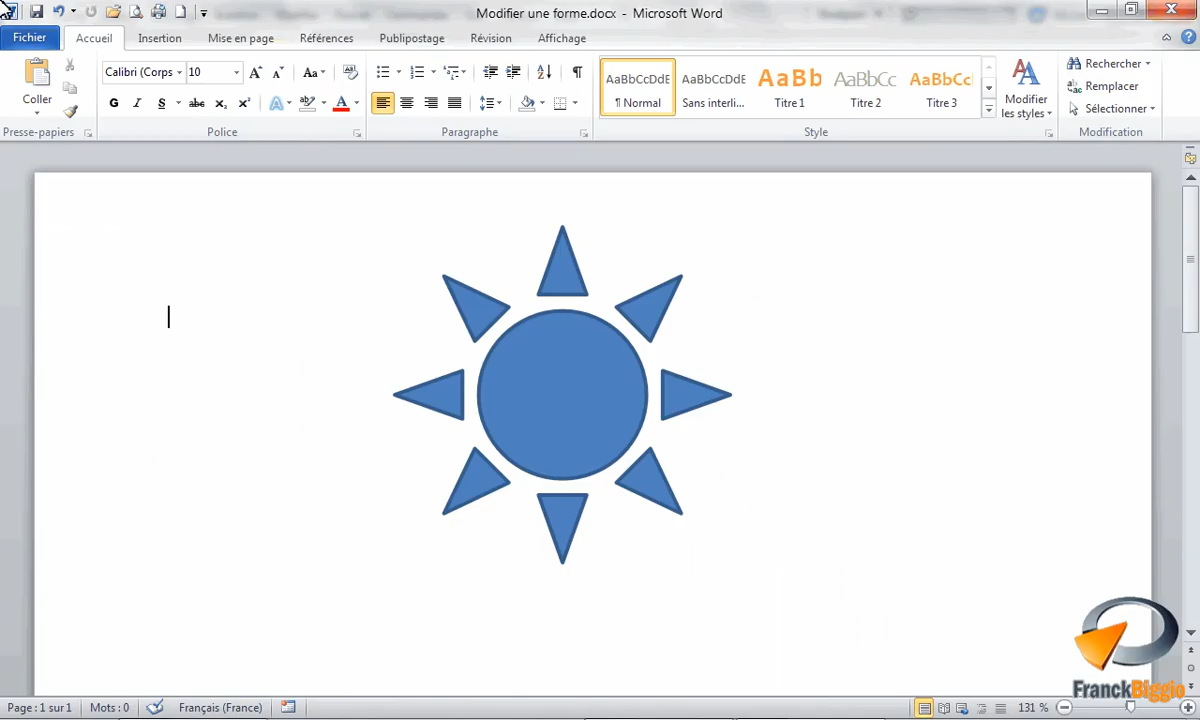 Modifier une forme.docx - Microsoft Word
Fichier Accueil Insertion Mise en page Références Publipostage Révision Affichage
Coller
Presse-papiers
Calibri (Corps 10
Aa
G I S abc x₂ x² A ab A
Police
Paragraphe
AaBbCcDdE AaBbCcDdE AaBb AaBbCc AaBbCcI
¶ Normal Sans interli... Titre 1 Titre 2 Titre 3
Style
Modifier
les styles
Rechercher
Remplacer
Sélectionner
Modification
FranckBiggio
Page : 1 sur 1 Mots : 0 Français (France) 131 %